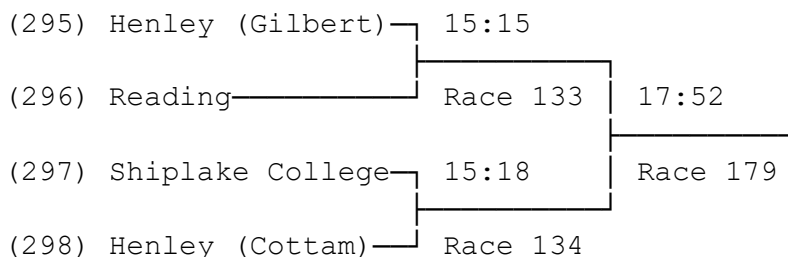 (295) Henley (Gilbert) 15:15
(296) Reading Race 133 17:52
(297) Shiplake College 15:18 Race 179
(298) Henley (Cottam) Race 134